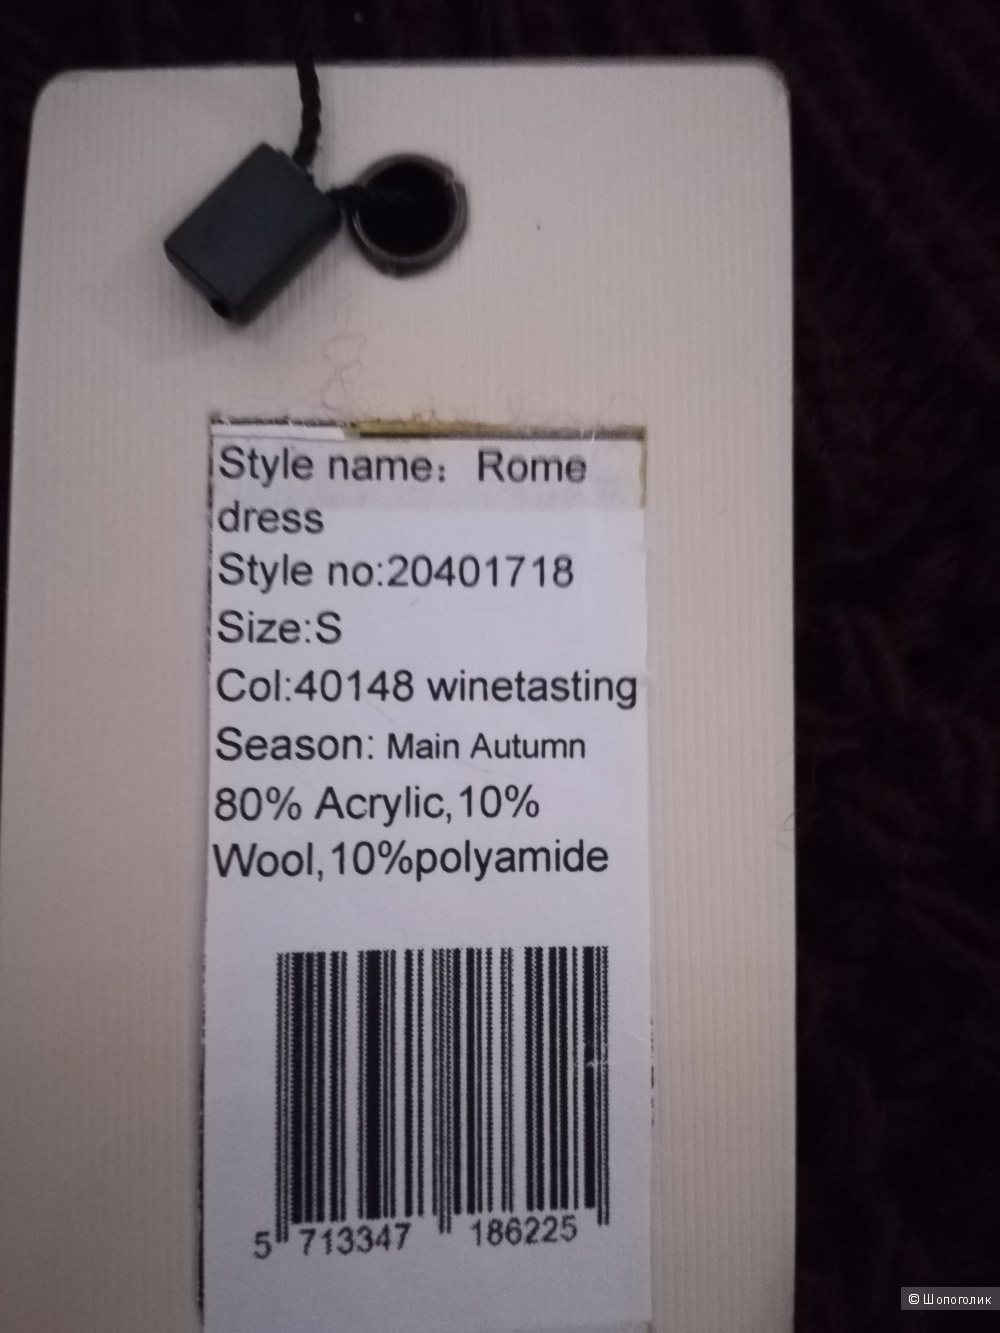 Style name： Rome
dress
Style no:20401718
Size:S
Col:40148 winetasting
Season: Main Autumn
80% Acrylic,10%
Wool,10%polyamide
5 713347 186225
© Шопоголик